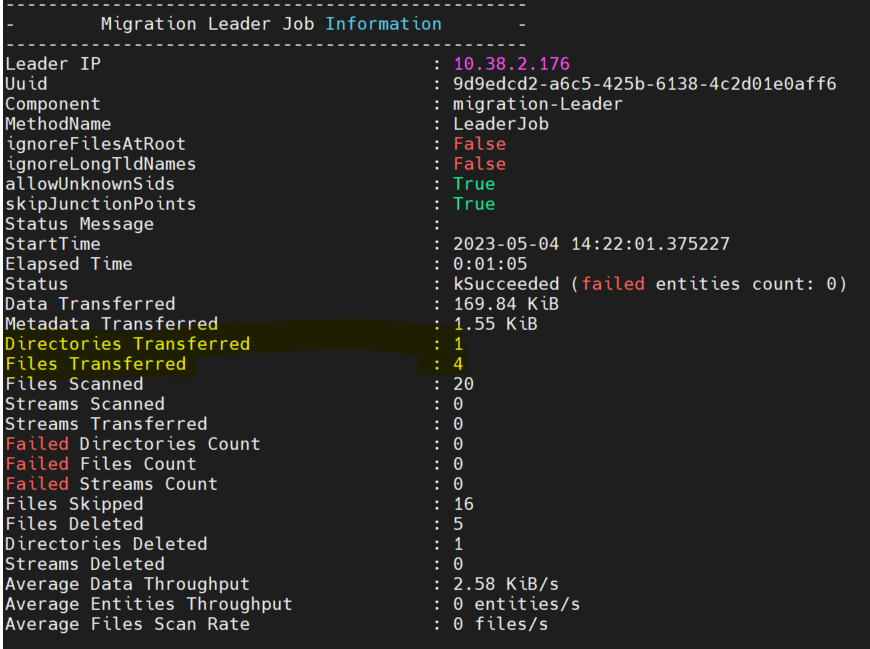 -------------------------------------------------
-        Migration Leader Job Information       -
-------------------------------------------------
Leader IP : 10.38.2.176
Uuid : 9d9edcd2-a6c5-425b-6138-4c2d01e0aff6
Component : migration-Leader
MethodName : LeaderJob
ignoreFilesAtRoot : False
ignoreLongTldNames : False
allowUnknownSids : True
skipJunctionPoints : True
Status Message :
StartTime : 2023-05-04 14:22:01.375227
Elapsed Time : 0:01:05
Status : kSucceeded (failed entities count: 0)
Data Transferred : 169.84 KiB
Metadata Transferred : 1.55 KiB
Directories Transferred : 1
Files Transferred : 4
Files Scanned : 20
Streams Scanned : 0
Streams Transferred : 0
Failed Directories Count : 0
Failed Files Count : 0
Failed Streams Count : 0
Files Skipped : 16
Files Deleted : 5
Directories Deleted : 1
Streams Deleted : 0
Average Data Throughput : 2.58 KiB/s
Average Entities Throughput : 0 entities/s
Average Files Scan Rate : 0 files/s